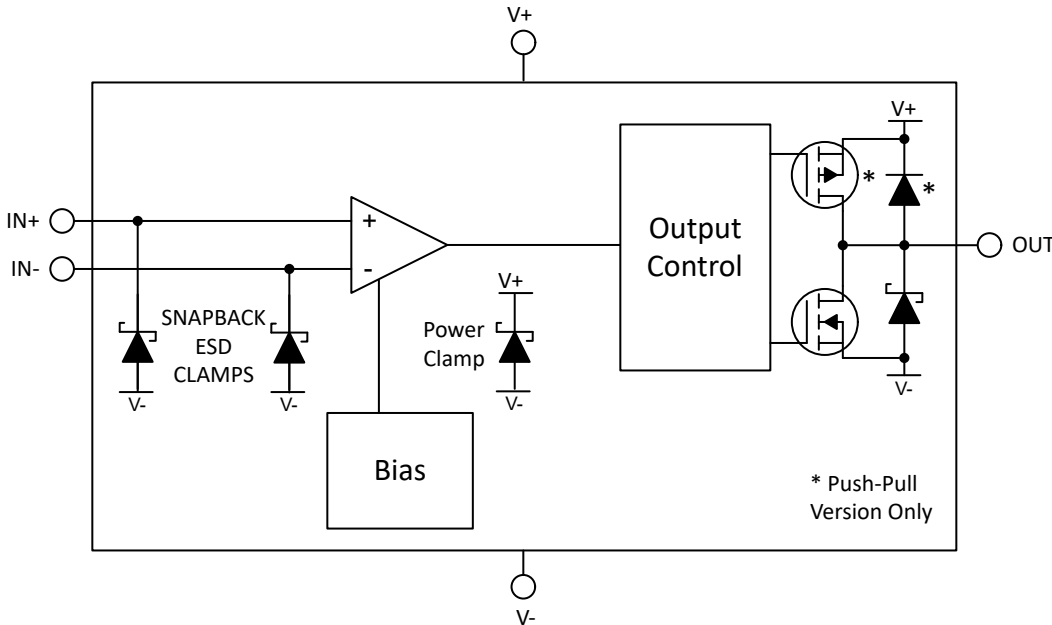 V+
V+
*
*
IN+
+
Output
Control
OUT
IN-
-
V+
SNAPBACK
ESD
CLAMPS
Power
Clamp
V-
V-
V-
V-
Bias
* Push-Pull
Version Only
V-